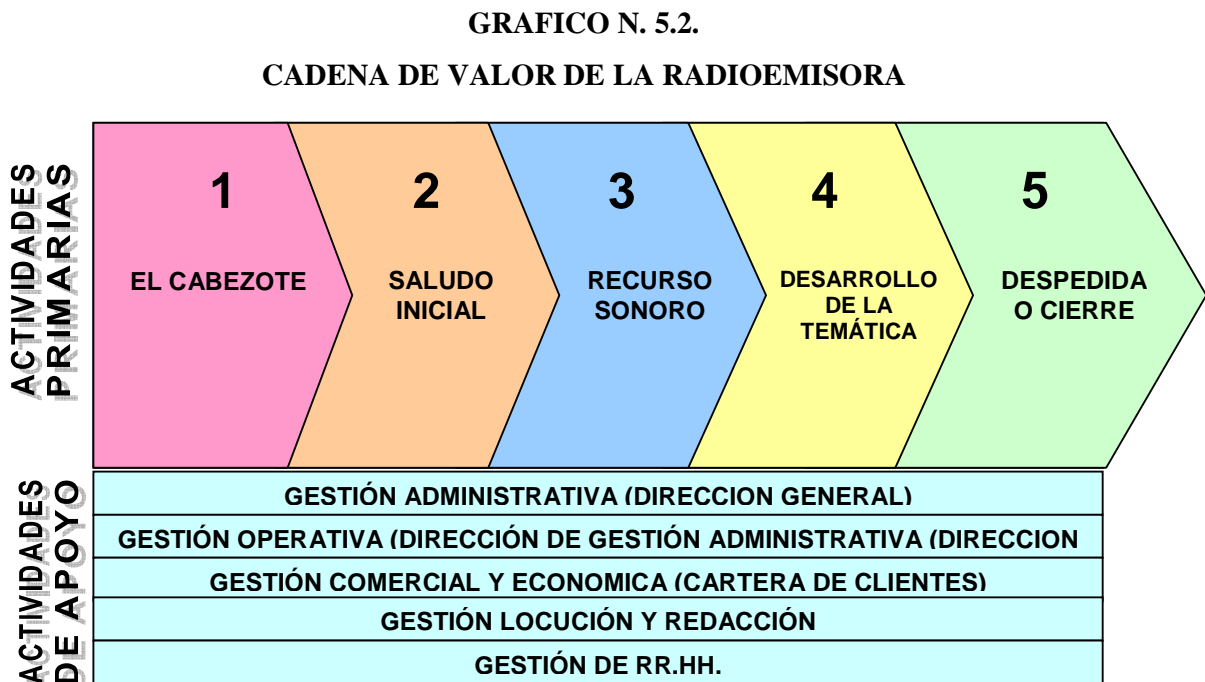 GRAFICO N. 5.2.
CADENA DE VALOR DE LA RADIOEMISORA
ACTIVIDADES
PRIMARIAS
1
EL CABEZOTE
2
SALUDO
INICIAL
3
RECURSO
SONORO
4
DESARROLLO
DE LA
TEMÁTICA
5
DESPEDIDA
O CIERRE
ACTIVIDADES
DE APOYO
GESTIÓN ADMINISTRATIVA (DIRECCION GENERAL)
GESTIÓN OPERATIVA (DIRECCIÓN DE GESTIÓN ADMINISTRATIVA (DIRECCION
GESTIÓN COMERCIAL Y ECONOMICA (CARTERA DE CLIENTES)
GESTIÓN LOCUCIÓN Y REDACCIÓN
GESTIÓN DE RR.HH.